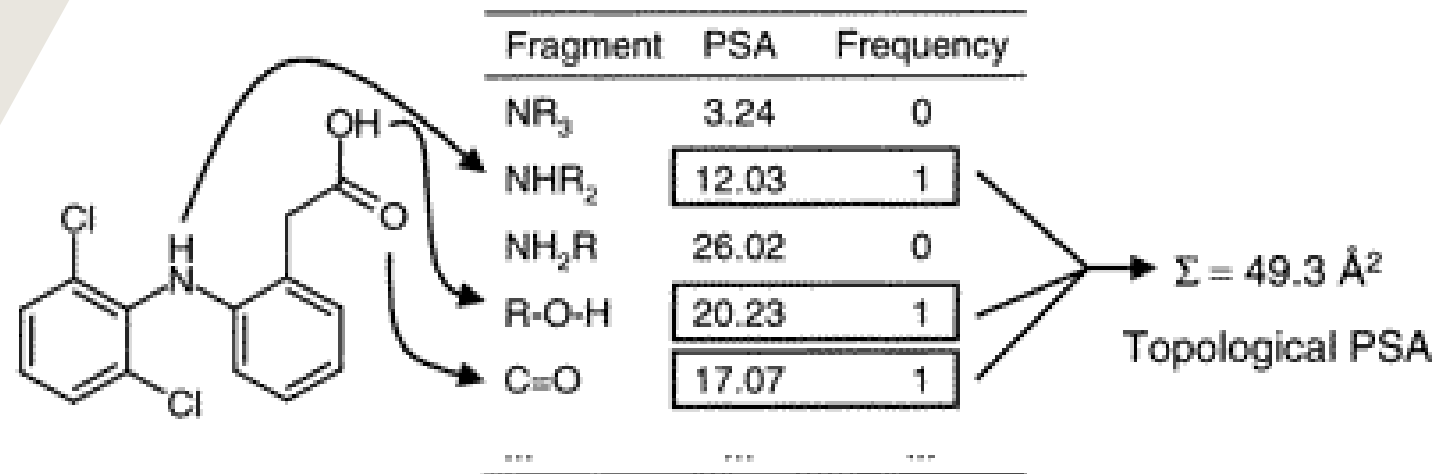 Fragment PSA Frequency
NR₃ 3.24 0
NHR₂ 12.03 1
NH₂R 26.02 0
R-O-H 20.23 1
C=O 17.07 1
... ... ...
OH
O
Cl
H
N
Cl
Σ = 49.3 Å²
Topological PSA